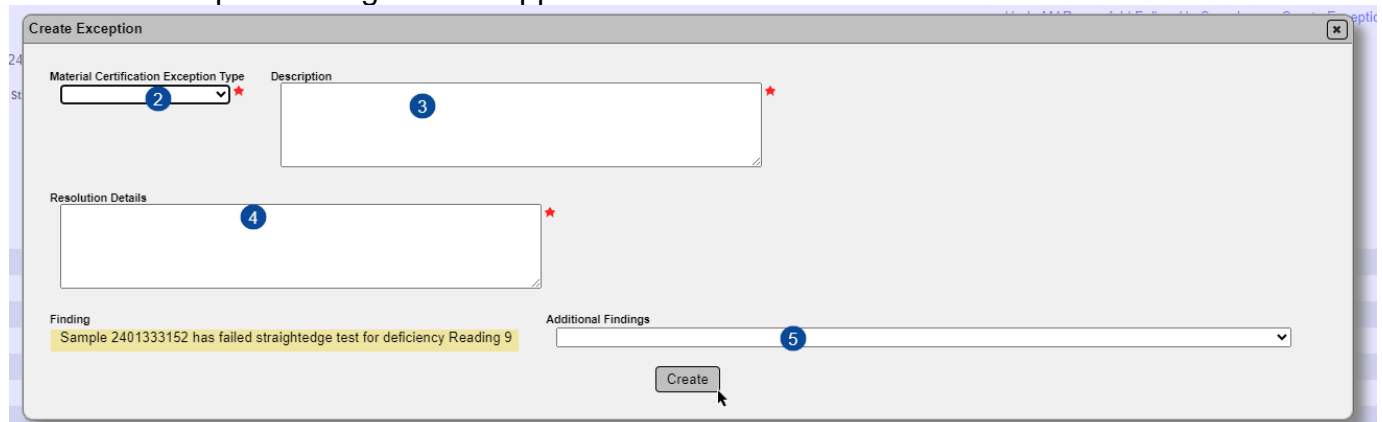 Create Exception
Material Certification Exception Type
Description
2
3
Resolution Details
4
Finding
Additional Findings
Sample 2401333152 has failed straightedge test for deficiency Reading 9
5
Create